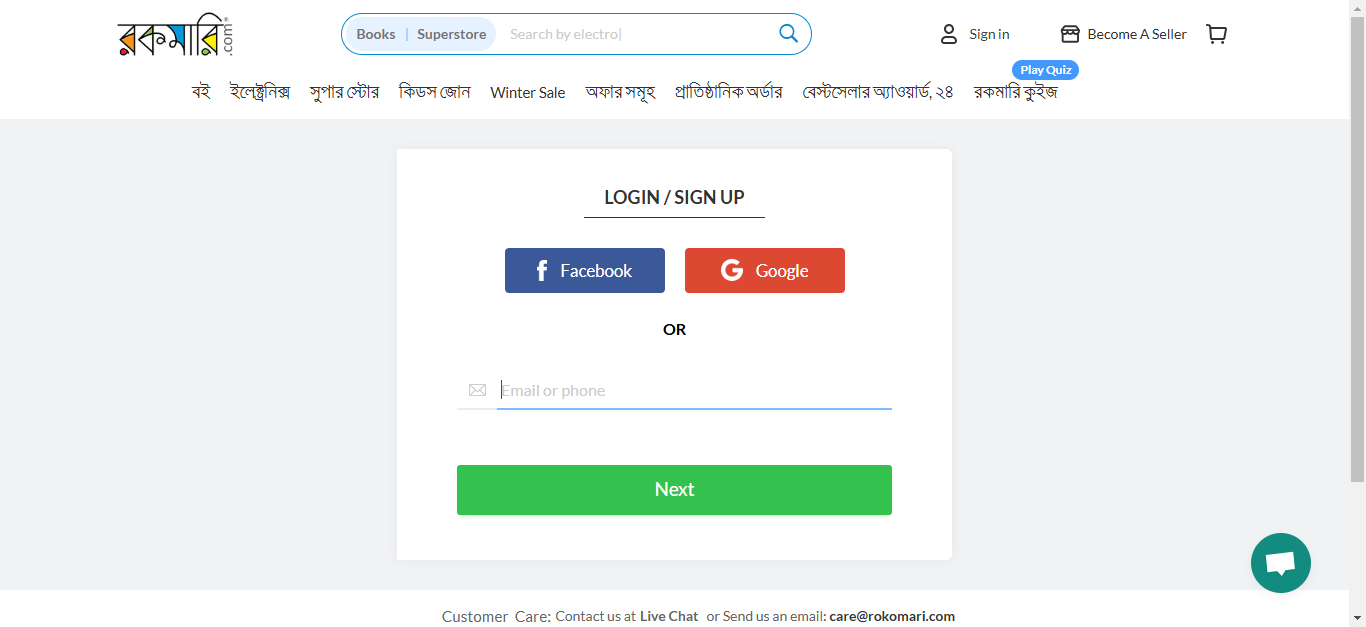 রকমারি.com
Books | Superstore Search by electro|
Sign in
Become A Seller
Play Quiz
বই ইলেক্ট্রনিক্স সুপার স্টোর কিডস জোন Winter Sale অফার সমূহ প্রাতিষ্ঠানিক অর্ডার বেস্টসেলার অ্যাওয়ার্ড, ২৪ রকমারি কুইজ
LOGIN / SIGN UP
Facebook Google
OR
Email or phone
Next
Customer Care: Contact us at Live Chat or Send us an email: care@rokomari.com